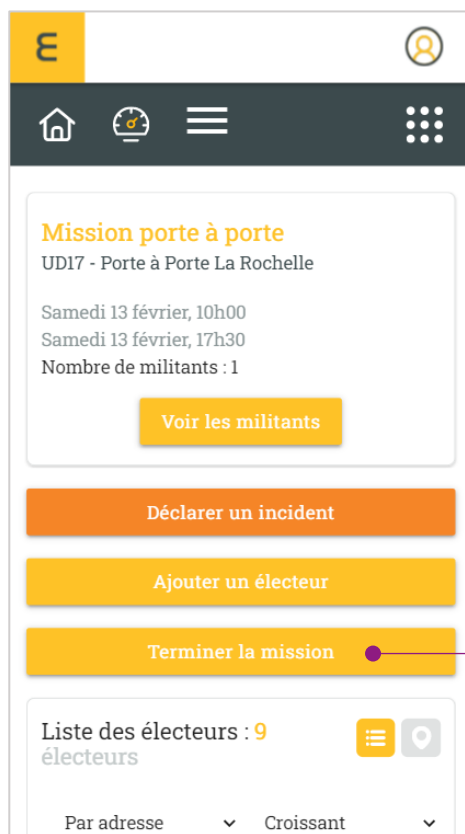 Mission porte à porte
UD17 - Porte à Porte La Rochelle
Samedi 13 février, 10h00
Samedi 13 février, 17h30
Nombre de militants : 1
Voir les militants
Déclarer un incident
Ajouter un électeur
Terminer la mission
Liste des électeurs : 9
électeurs
Par adresse Croissant